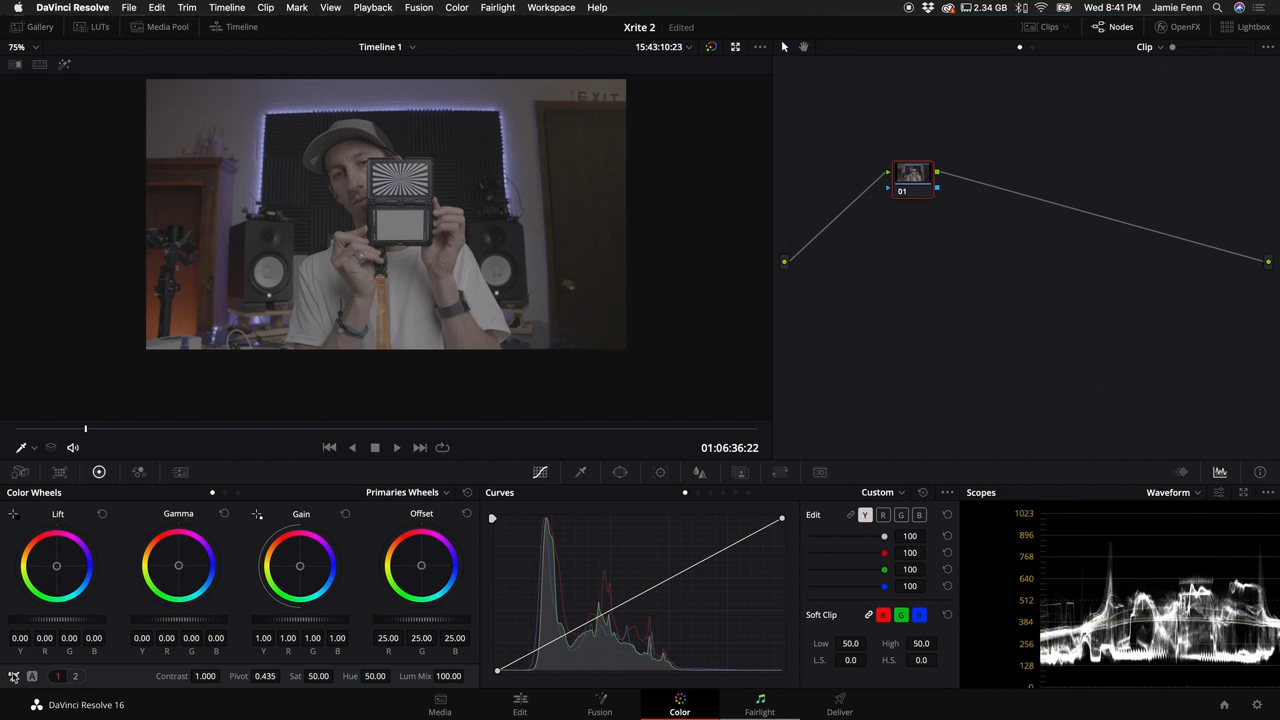 DaVinci Resolve File Edit Trim Timeline Clip Mark View Playback Fusion Color Fairlight Workspace Help 2.34 GB Wed 8:41 PM Jamie Fenn
Gallery LUTs Media Pool Timeline Xrite 2 Edited Clips Nodes OpenFX Lightbox
75% Timeline 1 15:43:10:23 Clip
EXIT
01
01:06:36:22
Color Wheels Primaries Wheels Curves Custom Scopes Waveform
Lift Gamma Gain Offset Edit Y R G B
1023
896
768
640
512
384
256
128
0
100
100
100
100
Soft Clip R G B
0.00 0.00 0.00 0.00 0.00 0.00 0.00 0.00 1.00 1.00 1.00 1.00 25.00 25.00 25.00
Y R G B Y R G B Y R G B R G B
Low 50.0 High 50.0
L.S. 0.0 H.S. 0.0
A 1 2 Contrast 1.000 Pivot 0.435 Sat 50.00 Hue 50.00 Lum Mix 100.00
DaVinci Resolve 16 Media Edit Fusion Color Fairlight Deliver